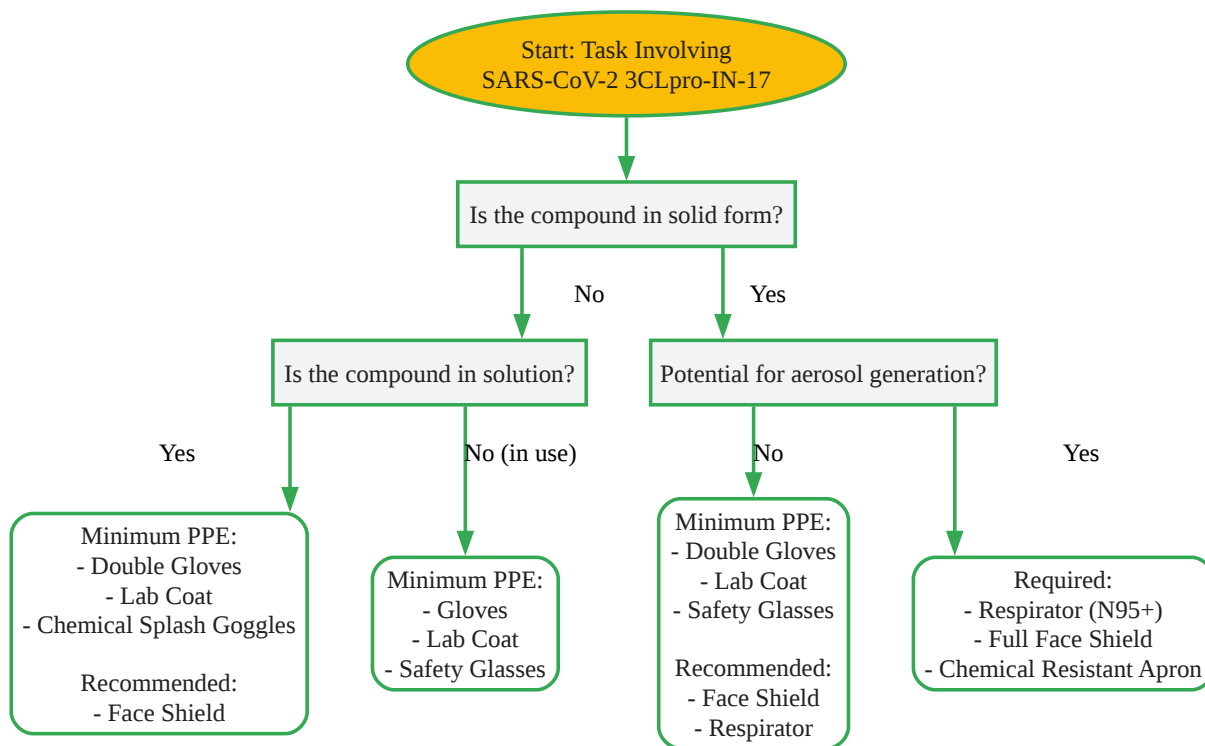 Start: Task Involving
SARS-CoV-2 3CLpro-IN-17
Is the compound in solid form?
No
Yes
Is the compound in solution?
Potential for aerosol generation?
Yes
No (in use)
No
Yes
Minimum PPE:
- Double Gloves
- Lab Coat
- Chemical Splash Goggles
Recommended:
- Face Shield
Minimum PPE:
- Gloves
- Lab Coat
- Safety Glasses
Minimum PPE:
- Double Gloves
- Lab Coat
- Safety Glasses
Recommended:
- Face Shield
- Respirator
Required:
- Respirator (N95+)
- Full Face Shield
- Chemical Resistant Apron